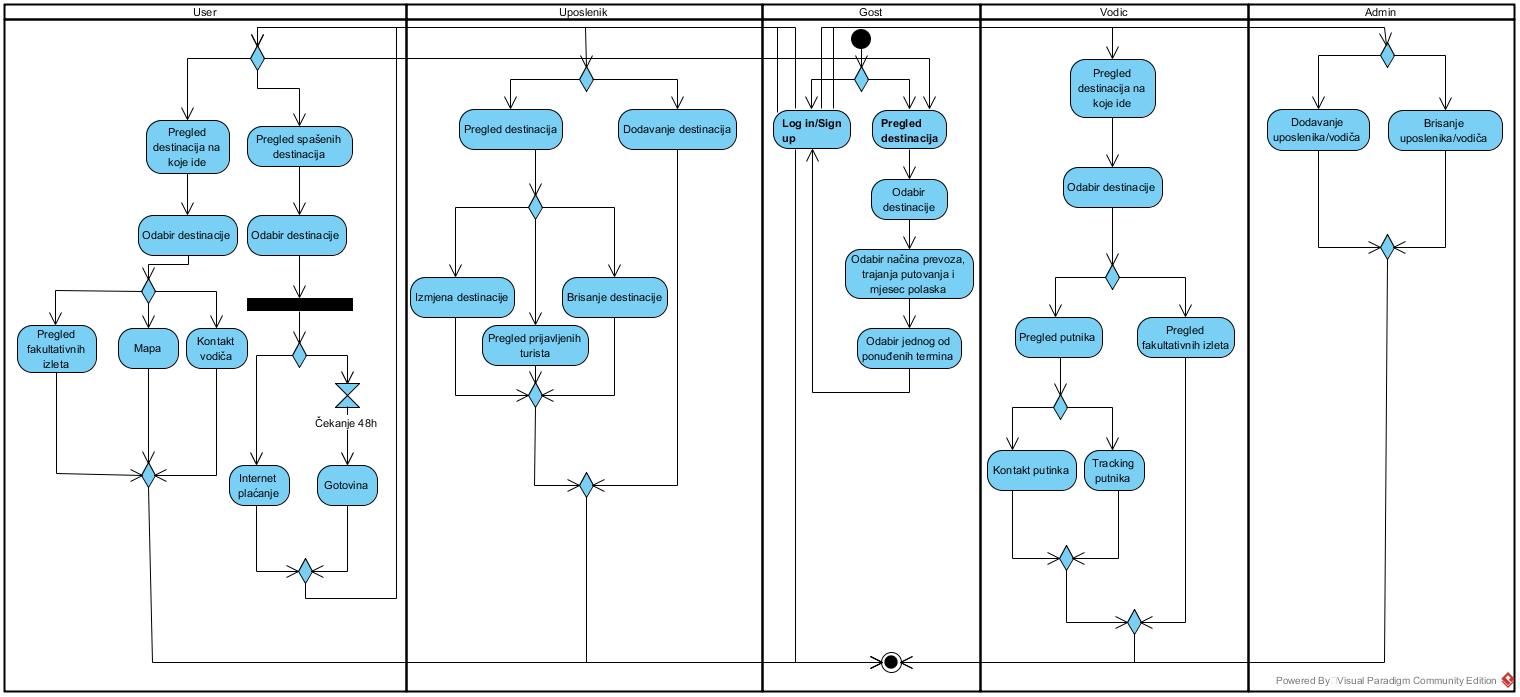 User
Uposlenik
Gost
Vodic
Admin
Pregled
destinacija na
koje ide
Pregled spašenih
destinacija
Odabir destinacije
Odabir destinacije
Pregled
fakultativnih
izleta
Mapa
Kontakt
vodiča
Čekanje 48h
Internet
plaćanje
Gotovina
Pregled destinacija
Dodavanje destinacija
Izmjena destinacije
Brisanje destinacije
Pregled prijavljenih
turista
Log in/Sign
up
Pregled
destinacija
Odabir
destinacije
Odabir načina prevoza,
trajanja putovanja i
mjesec polaska
Odabir jednog od
ponuđenih termina
Pregled
destinacija na
koje ide
Odabir destinacije
Pregled putnika
Pregled
fakultativnih izleta
Kontakt putinka
Tracking
putnika
Dodavanje
uposlenika/vodiča
Brisanje
uposlenika/vodiča
Powered By Visual Paradigm Community Edition